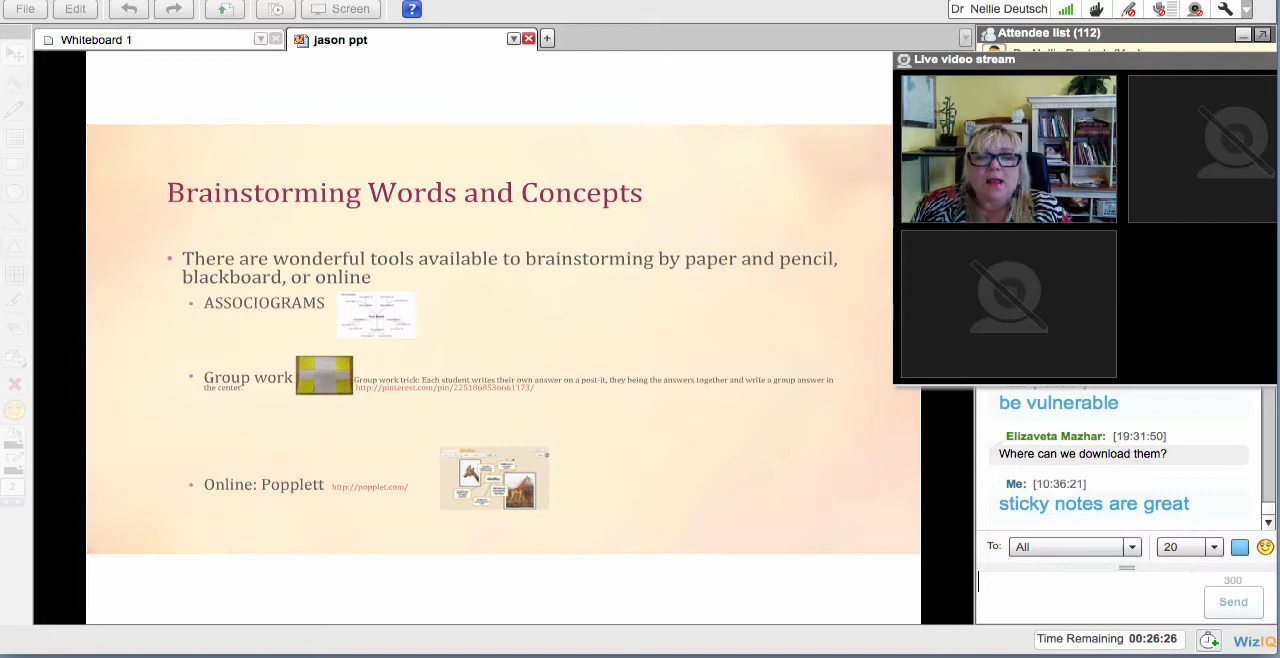 File
Edit
Screen
?
Dr Nellie Deutsch
Whiteboard 1
jason ppt
Attendee list (112)
Live video stream
Brainstorming Words and Concepts
There are wonderful tools available to brainstorming by paper and pencil,
blackboard, or online
ASSOCIOGRAMS
Group work
Group work trick: Each student writes their own answer on a post-it, they being the answers together and write a group answer in
the center.
http://pinterest.com/pin/2251868536661173/
Online: Popplett http://popplet.com/
be vulnerable
Elizaveta Mazhar: [19:31:50]
Where can we download them?
Me: [10:36:21]
sticky notes are great
To: All 20
300
Send
2
Time Remaining 00:26:26
WizIQ